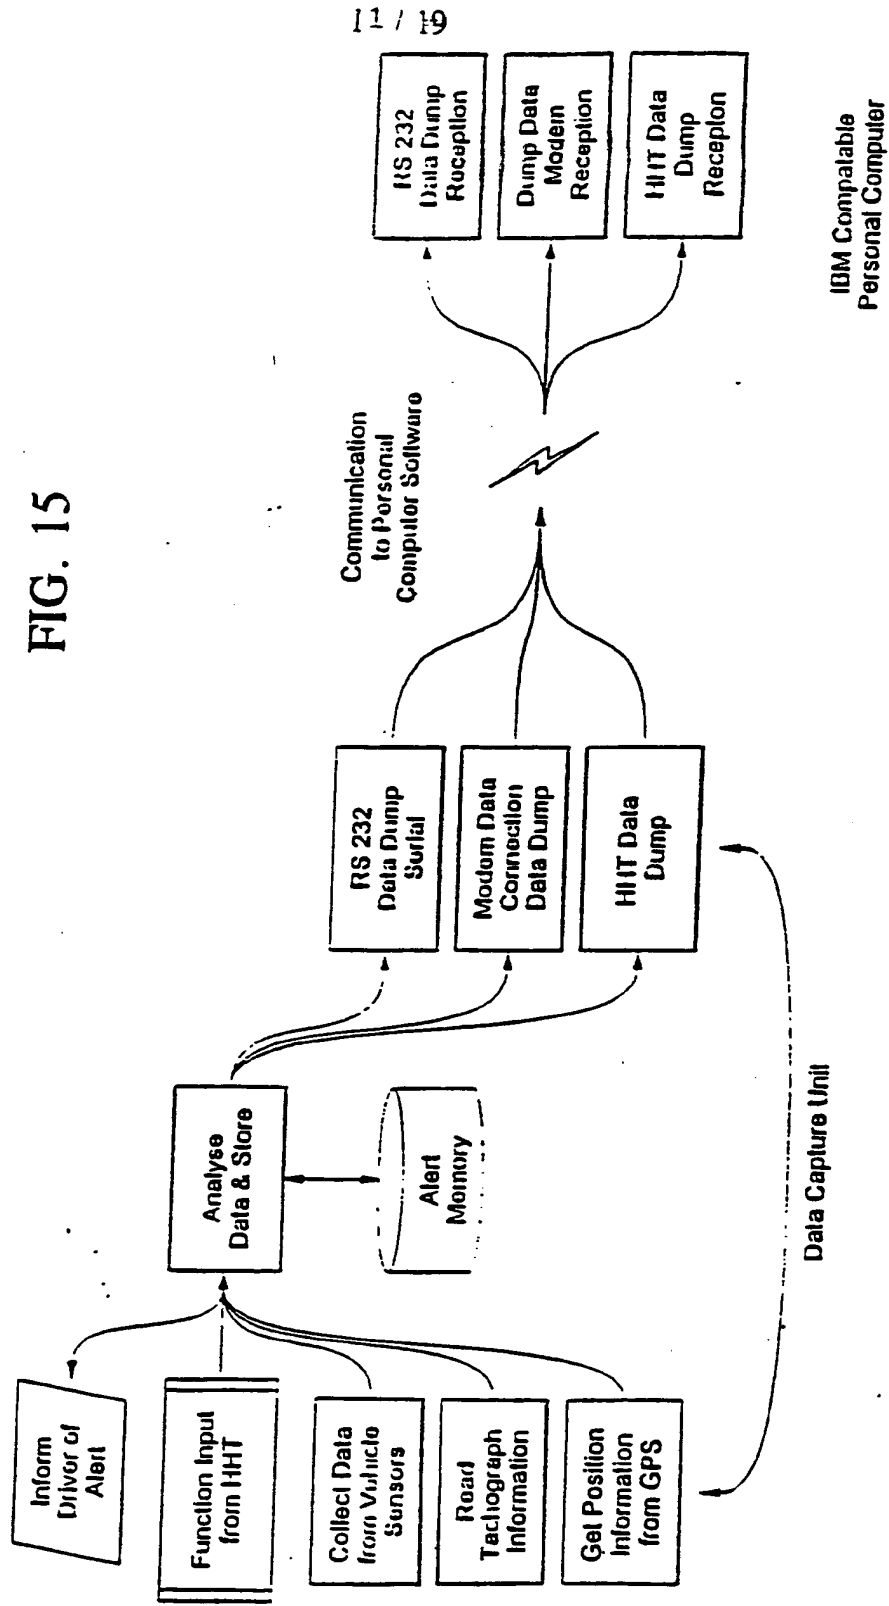 11 / 19
FIG. 15
Inform
Driver of
Alert
Function Input
from HHT
Collect Data
from Vehicle
Sensors
Read
Tachograph
Information
Get Position
Information
from GPS
Analyse
Data & Store
Alert
Memory
RS 232
Data Dump
Serial
Modem Data
Connection
Data Dump
HHT Data
Dump
Data Capture Unit
Communication
to Personal
Computer Software
RS 232
Data Dump
Reception
Dump Data
Modem
Reception
HHT Data
Dump
Recepion
IBM Compatable
Personal Computer